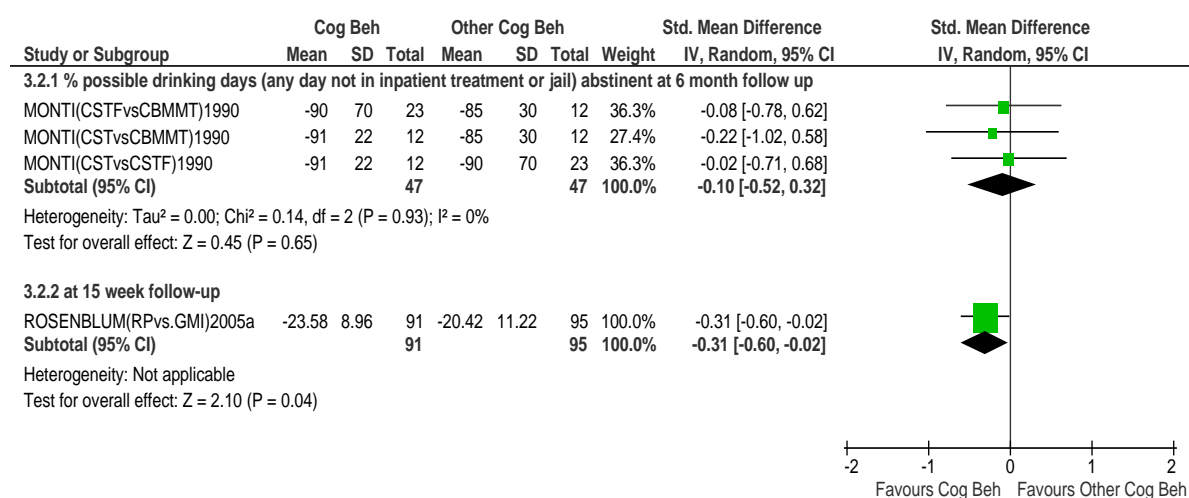 Cog Beh Other Cog Beh Std. Mean Difference Std. Mean Difference
Study or Subgroup Mean SD Total Mean SD Total Weight IV, Random, 95% CI IV, Random, 95% CI
3.2.1 % possible drinking days (any day not in inpatient treatment or jail) abstinent at 6 month follow up
MONTI(CSTFvsCBMMT)1990 -90 70 23 -85 30 12 36.3% -0.08 [-0.78, 0.62]
MONTI(CSTvsCBMMT)1990 -91 22 12 -85 30 12 27.4% -0.22 [-1.02, 0.58]
MONTI(CSTvsCSTF)1990 -91 22 12 -90 70 23 36.3% -0.02 [-0.71, 0.68]
Subtotal (95% CI) 47 47 100.0% -0.10 [-0.52, 0.32]
Heterogeneity: Tau² = 0.00; Chi² = 0.14, df = 2 (P = 0.93); I² = 0%
Test for overall effect: Z = 0.45 (P = 0.65)
3.2.2 at 15 week follow-up
ROSENBLUM(RPvs.GMI)2005a -23.58 8.96 91 -20.42 11.22 95 100.0% -0.31 [-0.60, -0.02]
Subtotal (95% CI) 91 95 100.0% -0.31 [-0.60, -0.02]
Heterogeneity: Not applicable
Test for overall effect: Z = 2.10 (P = 0.04)
-2 -1 0 1 2
Favours Cog Beh Favours Other Cog Beh